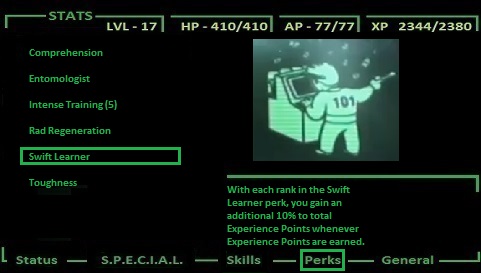 STATS
LVL - 17 HP - 410/410 AP - 77/77 XP 2344/2380
Comprehension
Entomologist
Intense Training (5)
Rad Regeneration
Swift Learner
Toughness
101
With each rank in the Swift
Learner perk, you gain an
additional 10% to total
Experience Points whenever
Experience Points are earned.
Status S.P.E.C.I.A.L. Skills Perks General